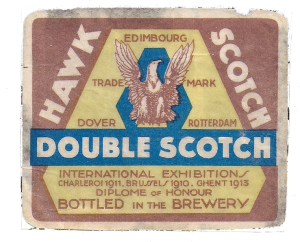 HAWK SCOTCH
EDIMBOURG
TRADE MARK
DOVER ROTTERDAM
DOUBLE SCOTCH
INTERNATIONAL EXHIBITIONS
CHARLEROI 1911. BRUSSELS 1910. GHENT 1913
DIPLOME OF HONOUR
BOTTLED IN THE BREWERY